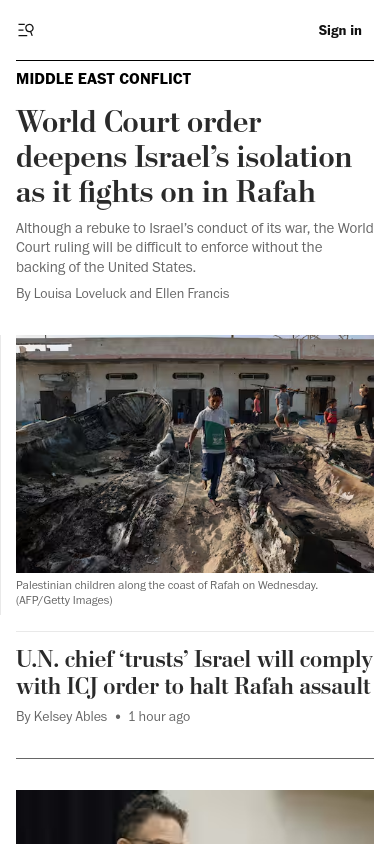 Sign in
MIDDLE EAST CONFLICT
World Court order
deepens Israel’s isolation
as it fights on in Rafah
Although a rebuke to Israel’s conduct of its war, the World
Court ruling will be difficult to enforce without the
backing of the United States.
By Louisa Loveluck and Ellen Francis
Palestinian children along the coast of Rafah on Wednesday.
(AFP/Getty Images)
U.N. chief ‘trusts’ Israel will comply
with ICJ order to halt Rafah assault
By Kelsey Ables • 1 hour ago